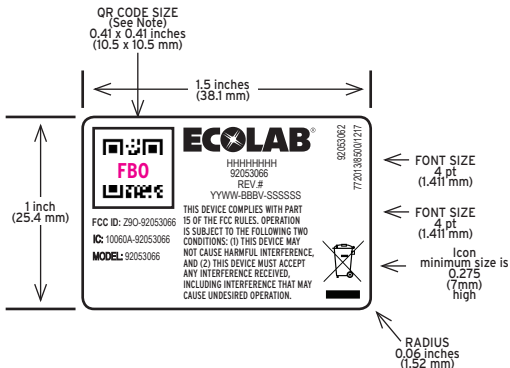 QR CODE SIZE
(See Note)
0.41 x 0.41 inches
(10.5 x 10.5 mm)
1.5 inches
(38.1 mm)
1 inch
(25.4 mm)
FBO
FCC ID: Z9O-92053066
IC: 10060A-92053066
MODEL: 92053066
ECOLAB®
HHHHHHHH
92053066
REV.#
YYWW-BBBV-SSSSSS
THIS DEVICE COMPLIES WITH PART
15 OF THE FCC RULES. OPERATION
IS SUBJECT TO THE FOLLOWING TWO
CONDITIONS: (1) THIS DEVICE MAY
NOT CAUSE HARMFUL INTERFERENCE,
AND (2) THIS DEVICE MUST ACCEPT
ANY INTERFERENCE RECEIVED,
INCLUDING INTERFERENCE THAT MAY
CAUSE UNDESIRED OPERATION.
92053062
772013/8500/1217
FONT SIZE
4 pt
(1.411 mm)
FONT SIZE
4 pt
(1.411 mm)
Icon
minimum size is
0.275
(7mm)
high
RADIUS
0.06 inches
(1.52 mm)